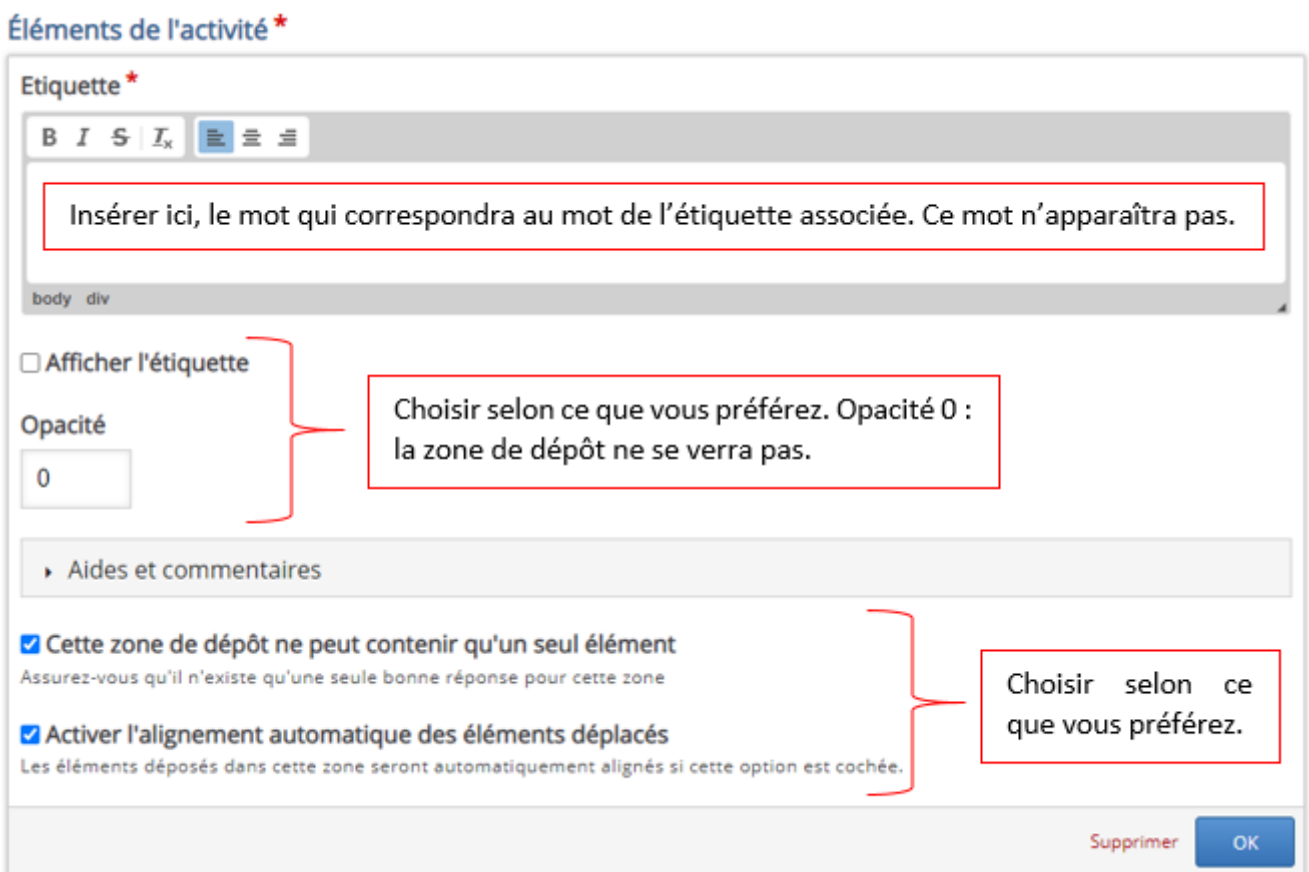 Éléments de l'activité *
Etiquette *
B I S Ix
Insérer ici, le mot qui correspondra au mot de l’étiquette associée. Ce mot n’apparaîtra pas.
body div
Afficher l'étiquette
Opacité
0
Choisir selon ce que vous préférez. Opacité 0 :
la zone de dépôt ne se verra pas.
Aides et commentaires
Cette zone de dépôt ne peut contenir qu'un seul élément
Assurez-vous qu'il n'existe qu'une seule bonne réponse pour cette zone
Activer l'alignement automatique des éléments déplacés
Les éléments déposés dans cette zone seront automatiquement alignés si cette option est cochée.
Choisir selon ce
que vous préférez.
Supprimer
OK